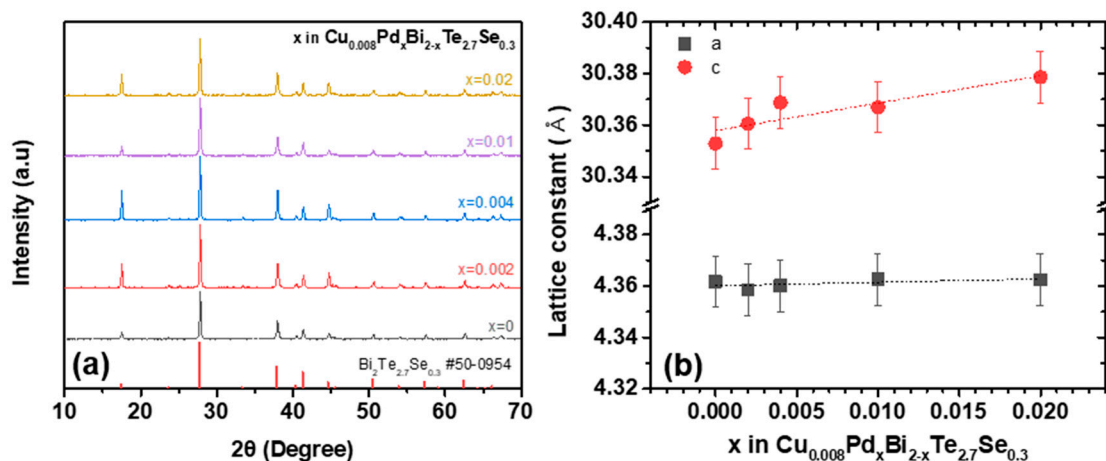 x in Cu0.008PdxBi2-xTe2.7Se0.3
x=0.02
x=0.01
x=0.004
x=0.002
x=0
Bi2Te2.7Se0.3 #50-0954
(a)
Intensity (a.u)
10 20 30 40 50 60 70
2θ (Degree)
a
c
30.40
30.38
30.36
30.34
4.38
4.36
4.34
4.32
Lattice constant (Å)
(b)
0.000 0.005 0.010 0.015 0.020
x in Cu0.008PdxBi2-xTe2.7Se0.3